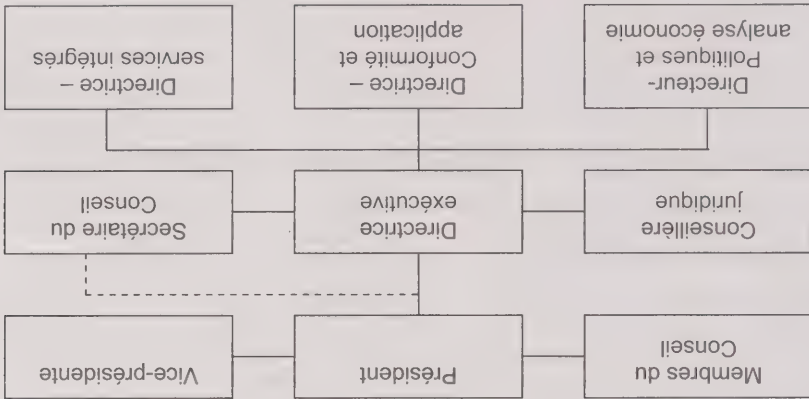 Membres du
Conseil
Président
Vice-présidente
Conseillère
juridique
Directrice
exécutive
Secrétaire du
Conseil
Directeur-
Politiques et
analyse économie
Directrice –
Conformité et
application
Directrice –
services intégrés